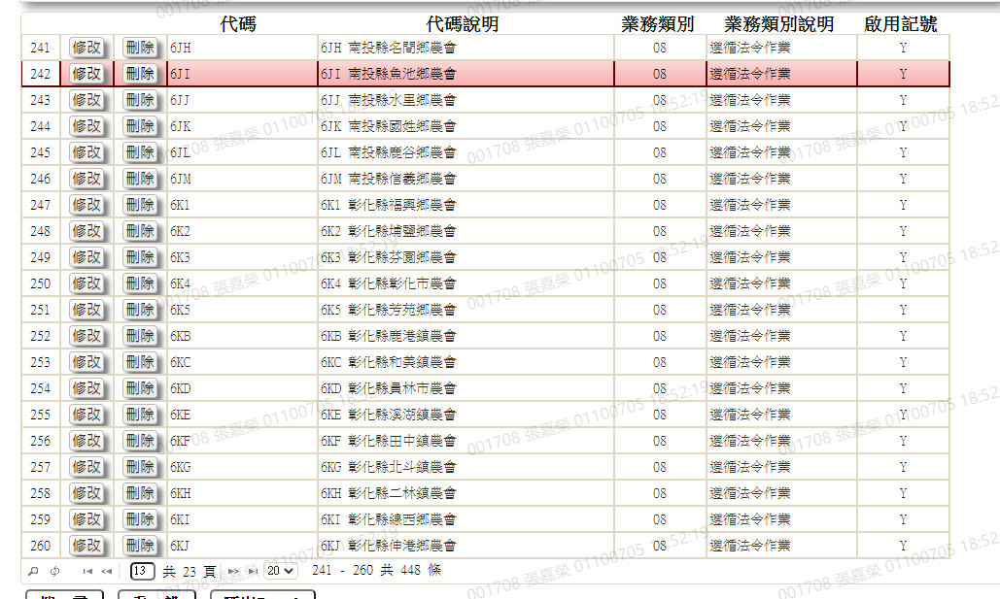 代碼 代碼說明 業務類別 業務類別說明 啟用記號
241 修改 刪除 6JH 6JH 南投縣名間鄉農會 08 遵循法令作業 Y
242 修改 刪除 6JI 6JI 南投縣魚池鄉農會 08 遵循法令作業 Y
243 修改 刪除 6JJ 6JJ 南投縣水里鄉農會 08 遵循法令作業 Y
244 修改 刪除 6JK 6JK 南投縣國姓鄉農會 08 遵循法令作業 Y
245 修改 刪除 6JL 6JL 南投縣鹿谷鄉農會 08 遵循法令作業 Y
246 修改 刪除 6JM 6JM 南投縣信義鄉農會 08 遵循法令作業 Y
247 修改 刪除 6K1 6K1 彰化縣福興鄉農會 08 遵循法令作業 Y
248 修改 刪除 6K2 6K2 彰化縣埔鹽鄉農會 08 遵循法令作業 Y
249 修改 刪除 6K3 6K3 彰化縣芬園鄉農會 08 遵循法令作業 Y
250 修改 刪除 6K4 6K4 彰化縣彰化市農會 08 遵循法令作業 Y
251 修改 刪除 6K5 6K5 彰化縣芳苑鄉農會 08 遵循法令作業 Y
252 修改 刪除 6KB 6KB 彰化縣鹿港鎮農會 08 遵循法令作業 Y
253 修改 刪除 6KC 6KC 彰化縣和美鎮農會 08 遵循法令作業 Y
254 修改 刪除 6KD 6KD 彰化縣員林市農會 08 遵循法令作業 Y
255 修改 刪除 6KE 6KE 彰化縣溪湖鎮農會 08 遵循法令作業 Y
256 修改 刪除 6KF 6KF 彰化縣田中鎮農會 08 遵循法令作業 Y
257 修改 刪除 6KG 6KG 彰化縣北斗鎮農會 08 遵循法令作業 Y
258 修改 刪除 6KH 6KH 彰化縣二林鎮農會 08 遵循法令作業 Y
259 修改 刪除 6KI 6KI 彰化縣線西鄉農會 08 遵循法令作業 Y
260 修改 刪除 6KJ 6KJ 彰化縣伸港鄉農會 08 遵循法令作業 Y
13 共 23 頁 20 241 - 260 共 448 條
001708 張嘉榮 01100705 18:52:19